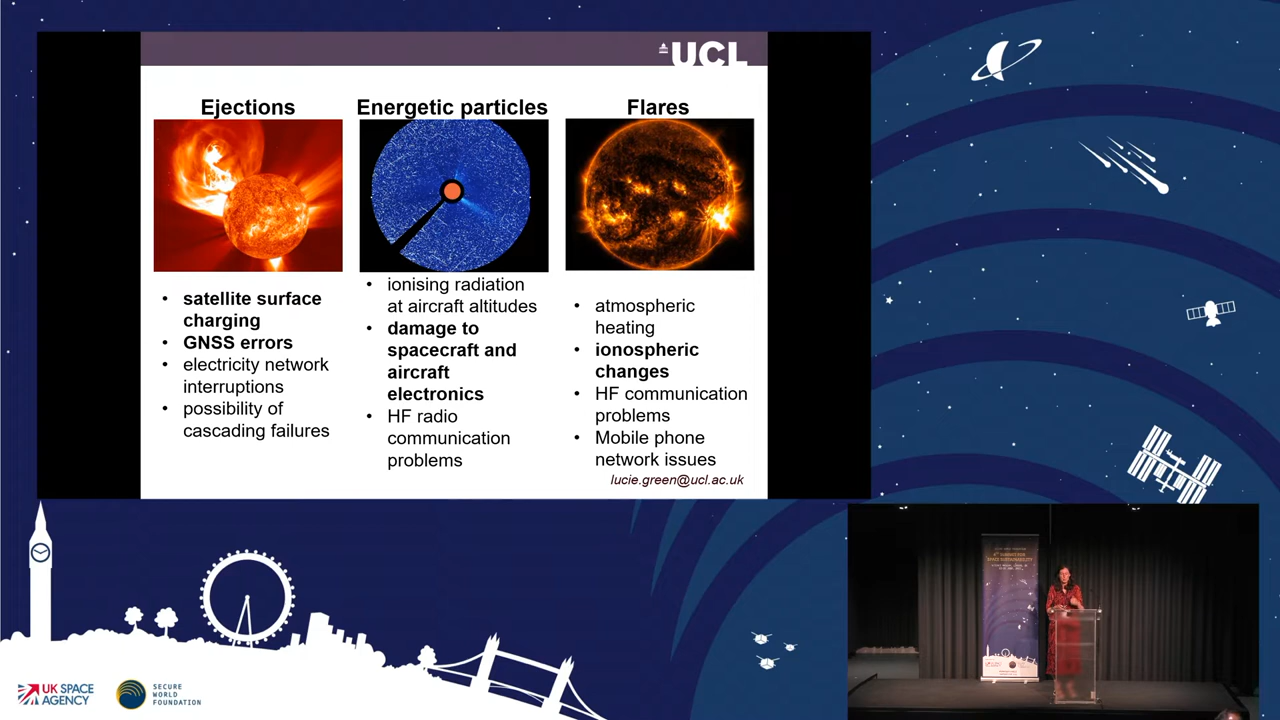 UCL
Ejections
• satellite surface
charging
• GNSS errors
• electricity network
interruptions
• possibility of
cascading failures
Energetic particles
• ionising radiation
at aircraft altitudes
• damage to
spacecraft and
aircraft
electronics
• HF radio
communication
problems
Flares
• atmospheric
heating
• ionospheric
changes
• HF communication
problems
• Mobile phone
network issues
lucie.green@ucl.ac.uk
SPACE SUSTAINABILITY
UK SPACE
AGENCY
SECURE
WORLD
FOUNDATION